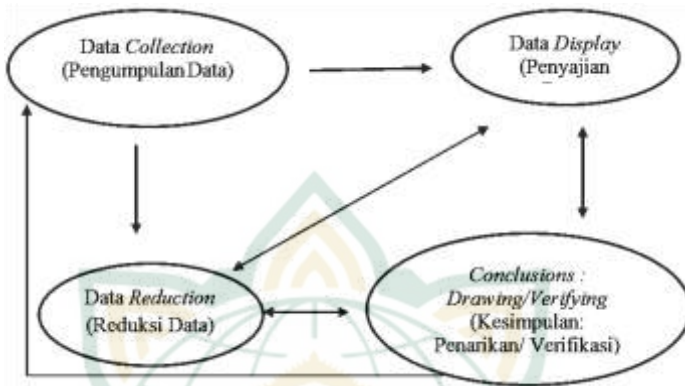 Data Collection
(Pengumpulan Data)
Data Display
(Penyajian
Data Reduction
(Reduksi Data)
Conclusions :
Drawing/Verifying
(Kesimpulan:
Penarikan/ Verifikasi)